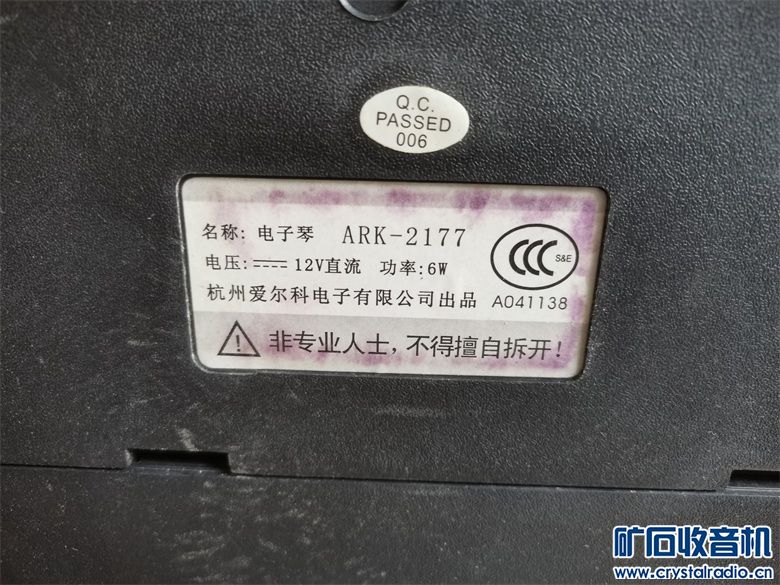 Q.C.
PASSED
006
名称: 电子琴 ARK-2177
电压: 12V直流 功率:6W
杭州爱尔科电子有限公司出品
CCC S&E
A041138
非专业人士，不得擅自拆开!
矿石收音机
www.crystalradio.cn